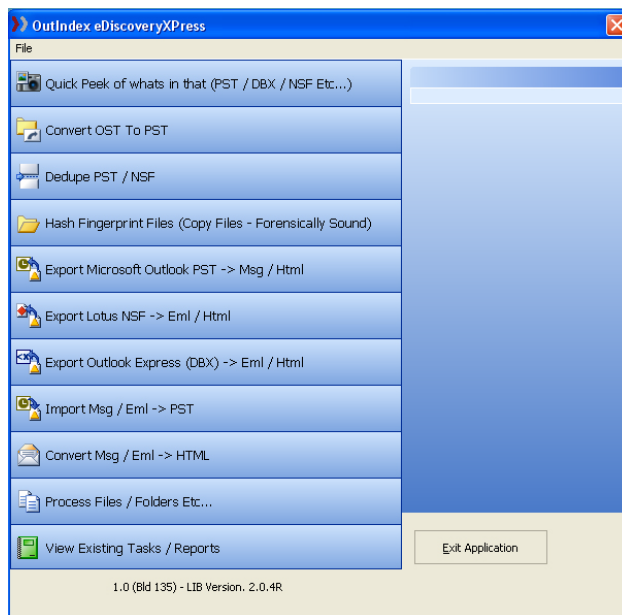 OutIndex eDiscoveryXPress
File
Quick Peek of whats in that (PST / DBX / NSF Etc...)
Convert OST To PST
Dedupe PST / NSF
Hash Fingerprint Files (Copy Files - Forensically Sound)
Export Microsoft Outlook PST -> Msg / Html
Export Lotus NSF -> Eml / Html
Export Outlook Express (DBX) -> Eml / Html
Import Msg / Eml -> PST
Convert Msg / Eml -> HTML
Process Files / Folders Etc...
View Existing Tasks / Reports
Exit Application
1.0 (Bld 135) - LIB Version. 2.0.4R